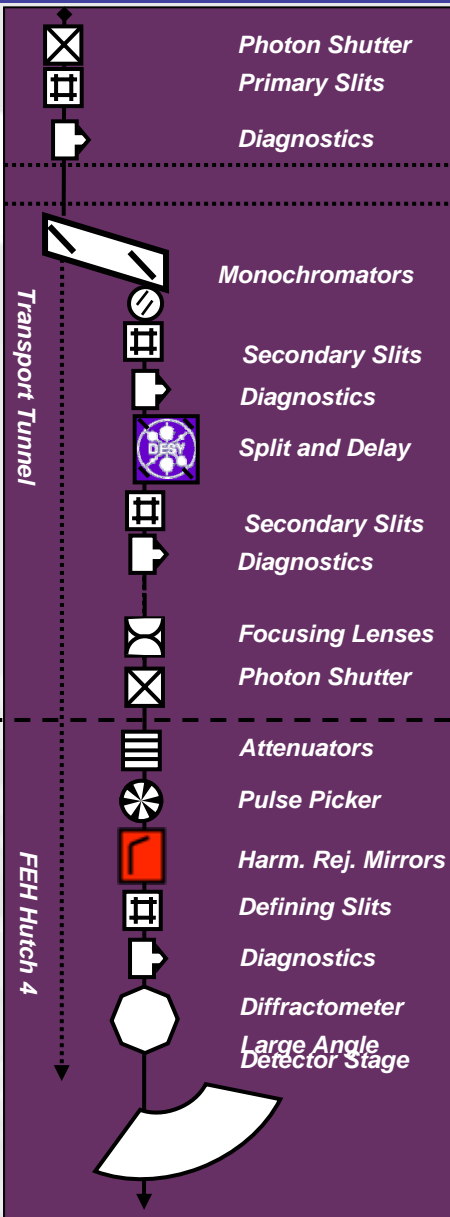 Photon Shutter
Primary Slits
Diagnostics
Monochromators
Transport Tunnel
Secondary Slits
Diagnostics
DESY
Split and Delay
Secondary Slits
Diagnostics
Focusing Lenses
Photon Shutter
Attenuators
Pulse Picker
Harm. Rej. Mirrors
FEH Hutch 4
Defining Slits
Diagnostics
Diffractometer
Large Angle
Detector Stage